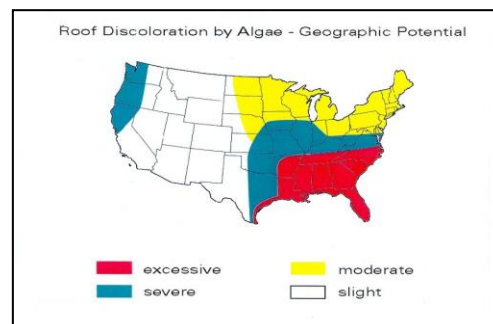 Roof Discoloration by Algae - Geographic Potential
excessive moderate
severe slight